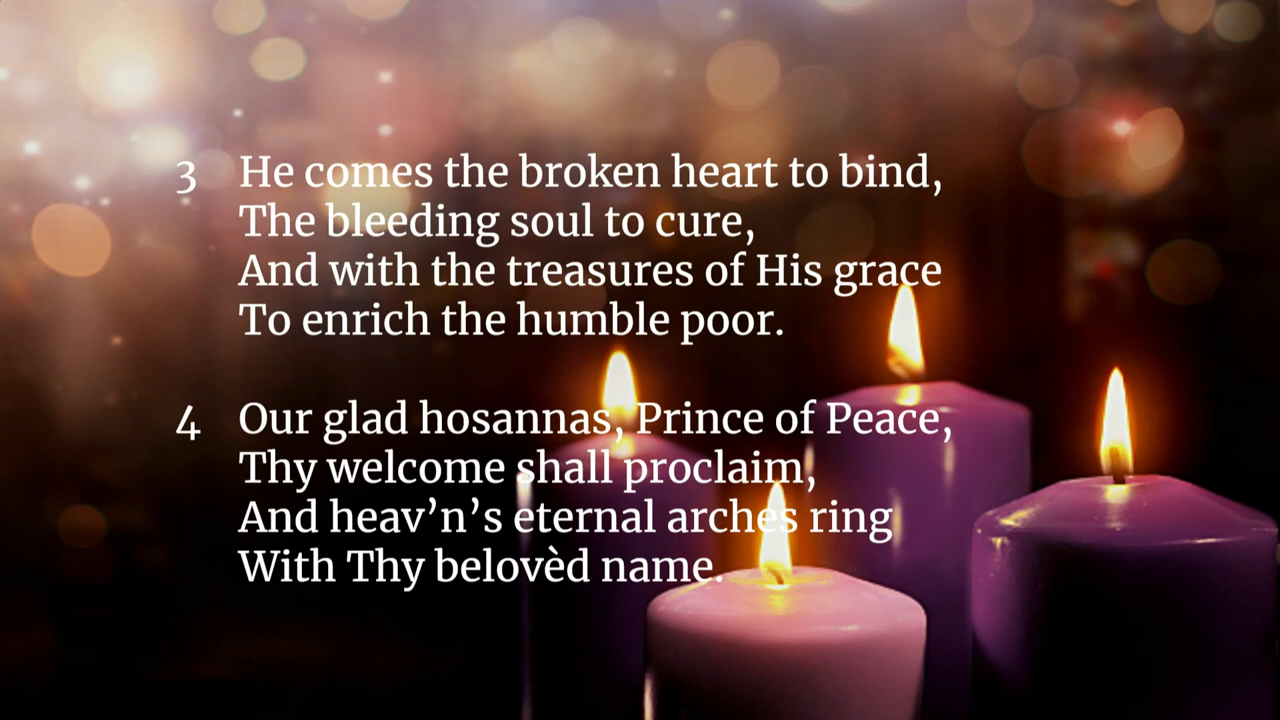 3 He comes the broken heart to bind,
The bleeding soul to cure,
And with the treasures of His grace
To enrich the humble poor.
4 Our glad hosannas, Prince of Peace,
Thy welcome shall proclaim,
And heav’n’s eternal arches ring
With Thy belovèd name.